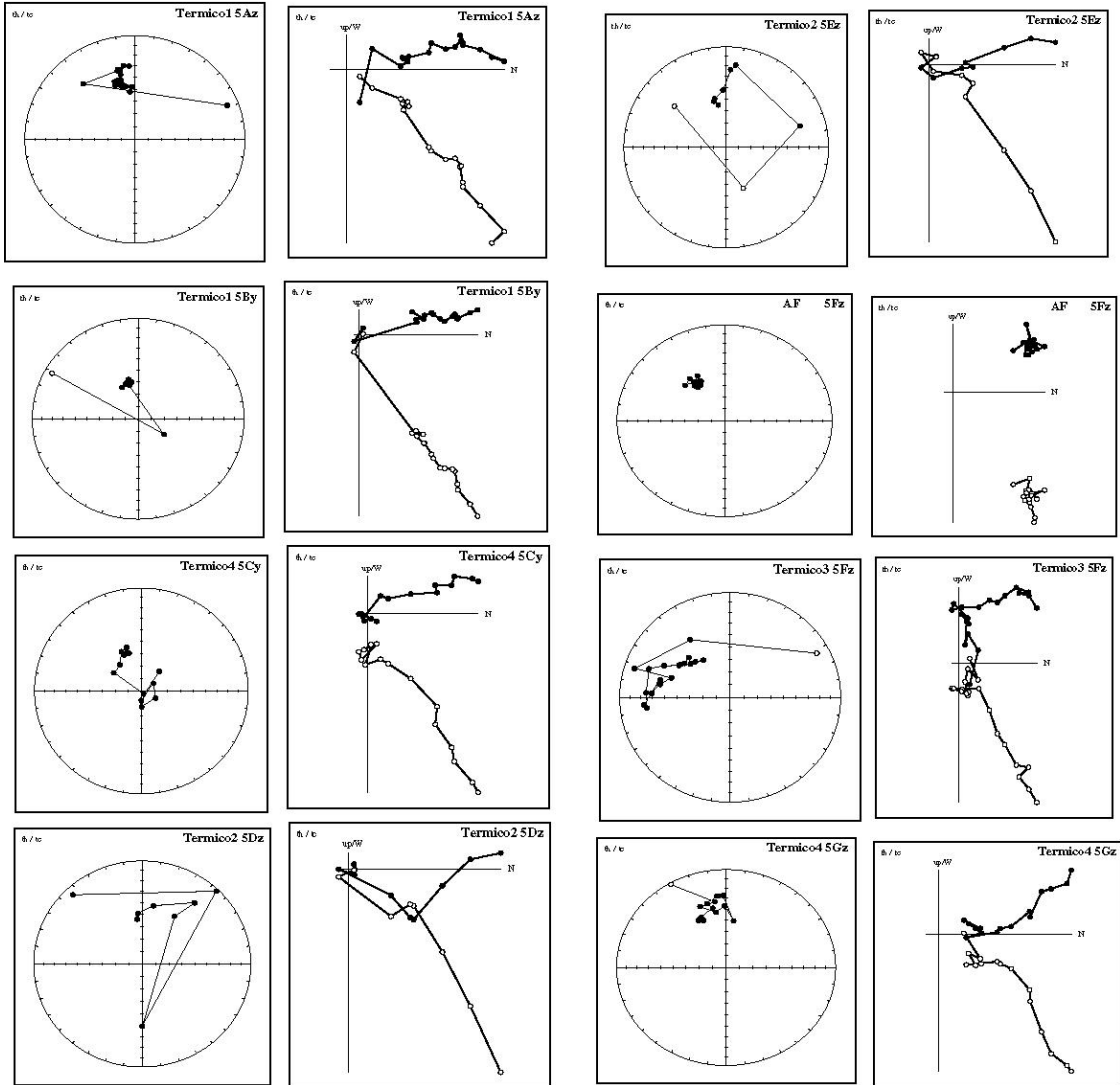 th / tc Termico1 5Az
th / tc
Termico1 5Az
up/W
N
th / tc Termico2 5Ez
th / tc
Termico2 5Ez
up/W
N
th / tc Termico1 5By
th / tc
Termico1 5By
up/W
N
th / tc AF 5Fz
th / tc AF 5Fz
up/W
N
th / tc Termico4 5Cy
th / tc Termico4 5Cy
up/W
N
th / tc Termico3 5Fz
th / tc Termico3 5Fz
up/W
N
th / tc Termico2 5Dz
th / tc Termico2 5Dz
up/W
N
th / tc Termico4 5Gz
th / tc Termico4 5Gz
up/W
N